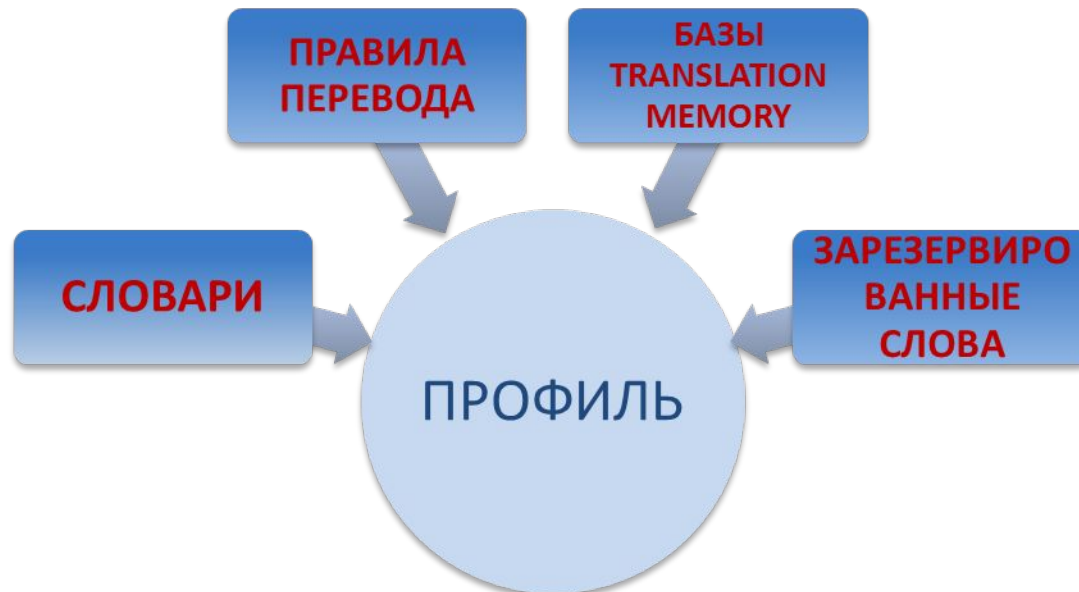 ПРАВИЛА
ПЕРЕВОДА
БАЗЫ
TRANSLATION
MEMORY
СЛОВАРИ
ЗАРЕЗЕРВИРО
ВАННЫЕ
СЛОВА
ПРОФИЛЬ